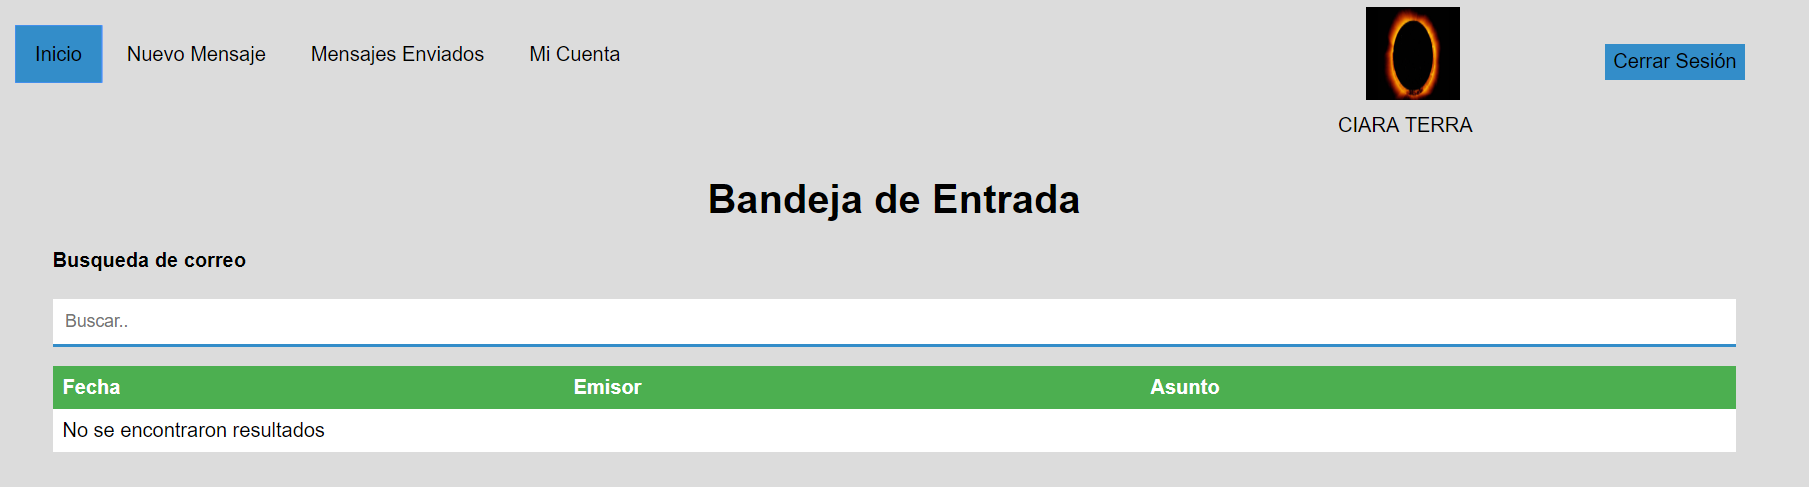 Inicio Nuevo Mensaje Mensajes Enviados Mi Cuenta Cerrar Sesión
CIARA TERRA
Bandeja de Entrada
Busqueda de correo
Buscar..
Fecha Emisor Asunto
No se encontraron resultados